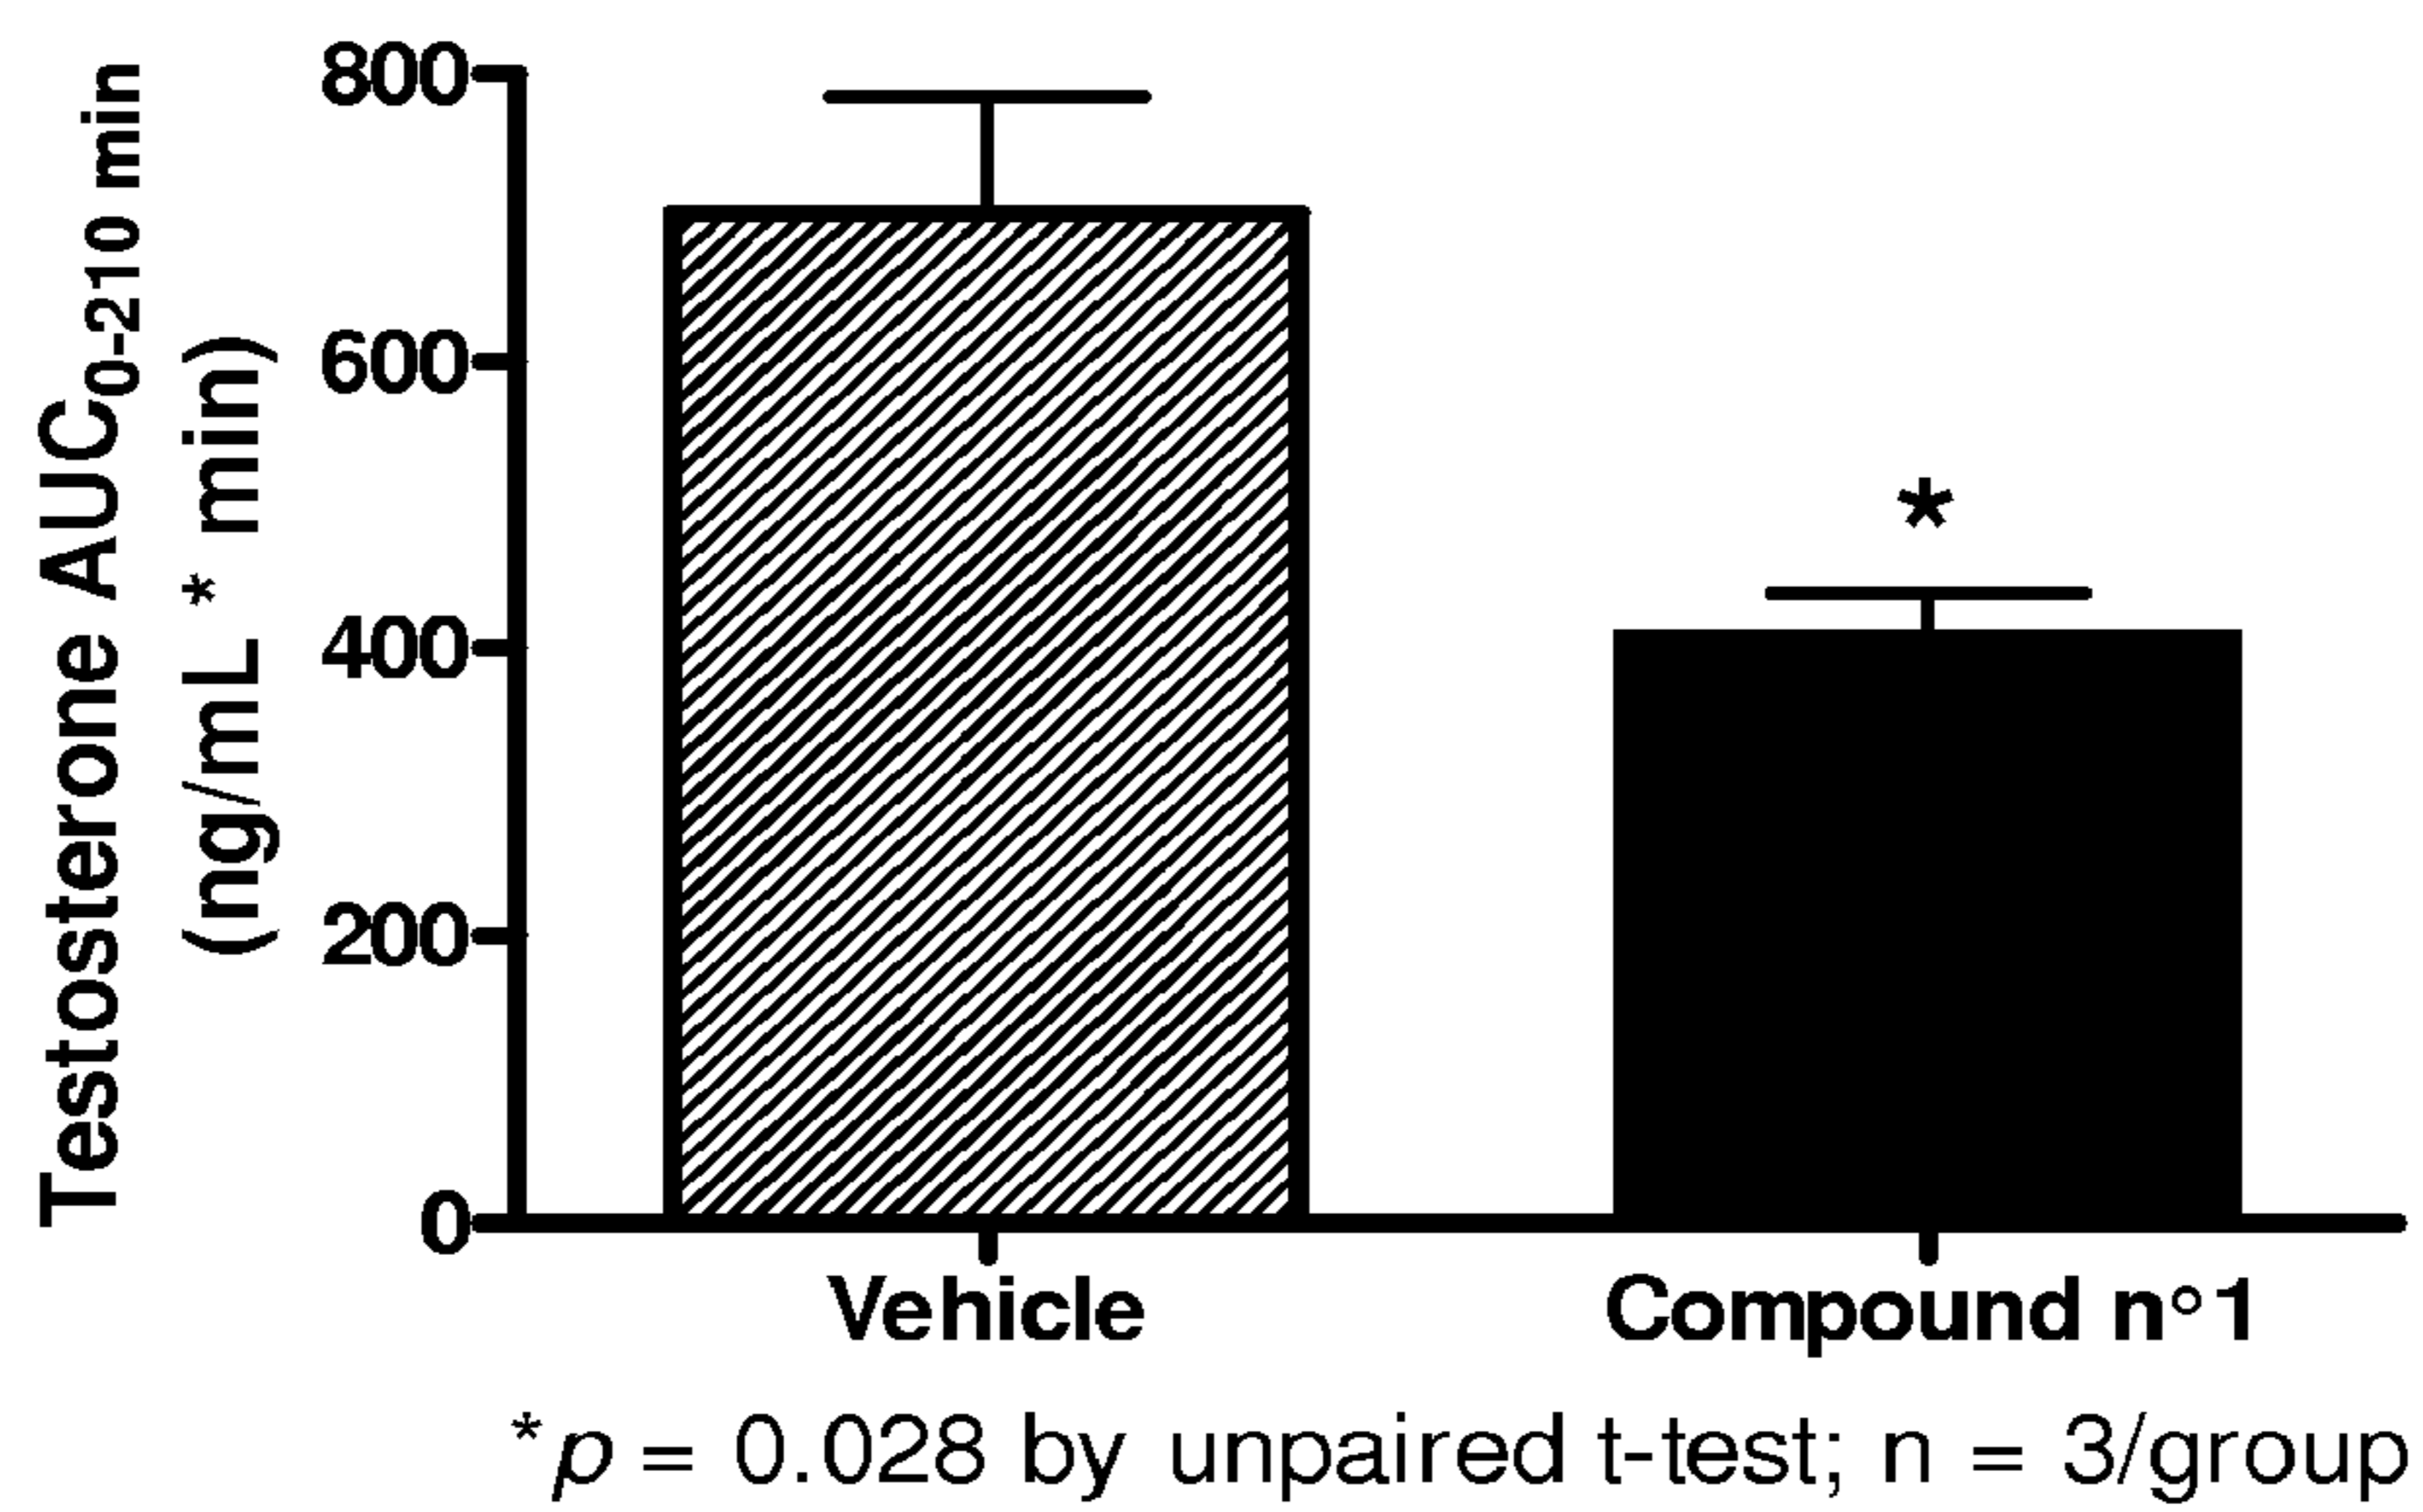 Testosterone AUC0-210 min
(ng/mL * min)
800
600
400
200
0
*
Vehicle
Compound n°1
*p = 0.028 by unpaired t-test; n = 3/group